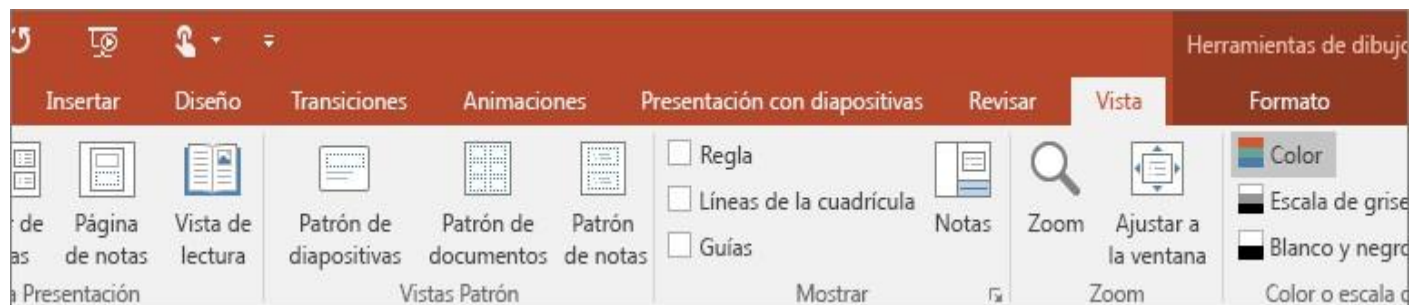 Herramientas de dibujo
Insertar Diseño Transiciones Animaciones Presentación con diapositivas Revisar Vista Formato
de
Página de notas
Vista de lectura
Patrón de diapositivas
Patrón de documentos
Patrón de notas
Regla
Líneas de la cuadrícula
Guías
Notas
Zoom
Ajustar a la ventana
Color
Escala de grise
Blanco y negro
Presentación
Vistas Patrón
Mostrar
Zoom
Color o escala